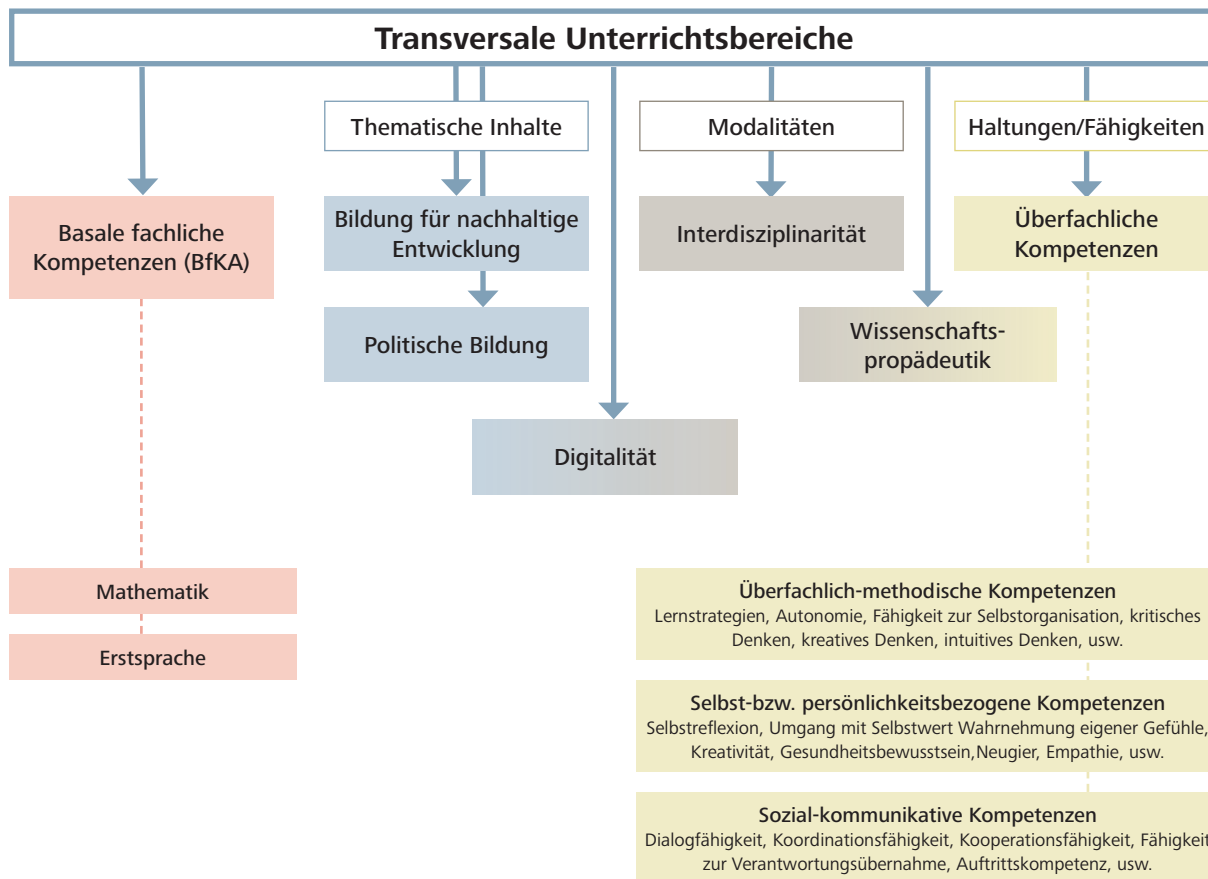 Transversale Unterrichtsbereiche
Thematische Inhalte
Modalitäten
Haltungen/Fähigkeiten
Basale fachliche
Kompetenzen (BfKA)
Bildung für nachhaltige
Entwicklung
Interdisziplinarität
Überfachliche
Kompetenzen
Politische Bildung
Wissenschafts-
propädeutik
Digitalität
Mathematik
Erstsprache
Überfachlich-methodische Kompetenzen
Lernstrategien, Autonomie, Fähigkeit zur Selbstorganisation, kritisches
Denken, kreatives Denken, intuitives Denken, usw.
Selbst-bzw. persönlichkeitsbezogene Kompetenzen
Selbstreflexion, Umgang mit Selbstwert Wahrnehmung eigener Gefühle,
Kreativität, Gesundheitsbewusstsein,Neugier, Empathie, usw.
Sozial-kommunikative Kompetenzen
Dialogfähigkeit, Koordinationsfähigkeit, Kooperationsfähigkeit, Fähigkeit
zur Verantwortungsübernahme, Auftrittskompetenz, usw.